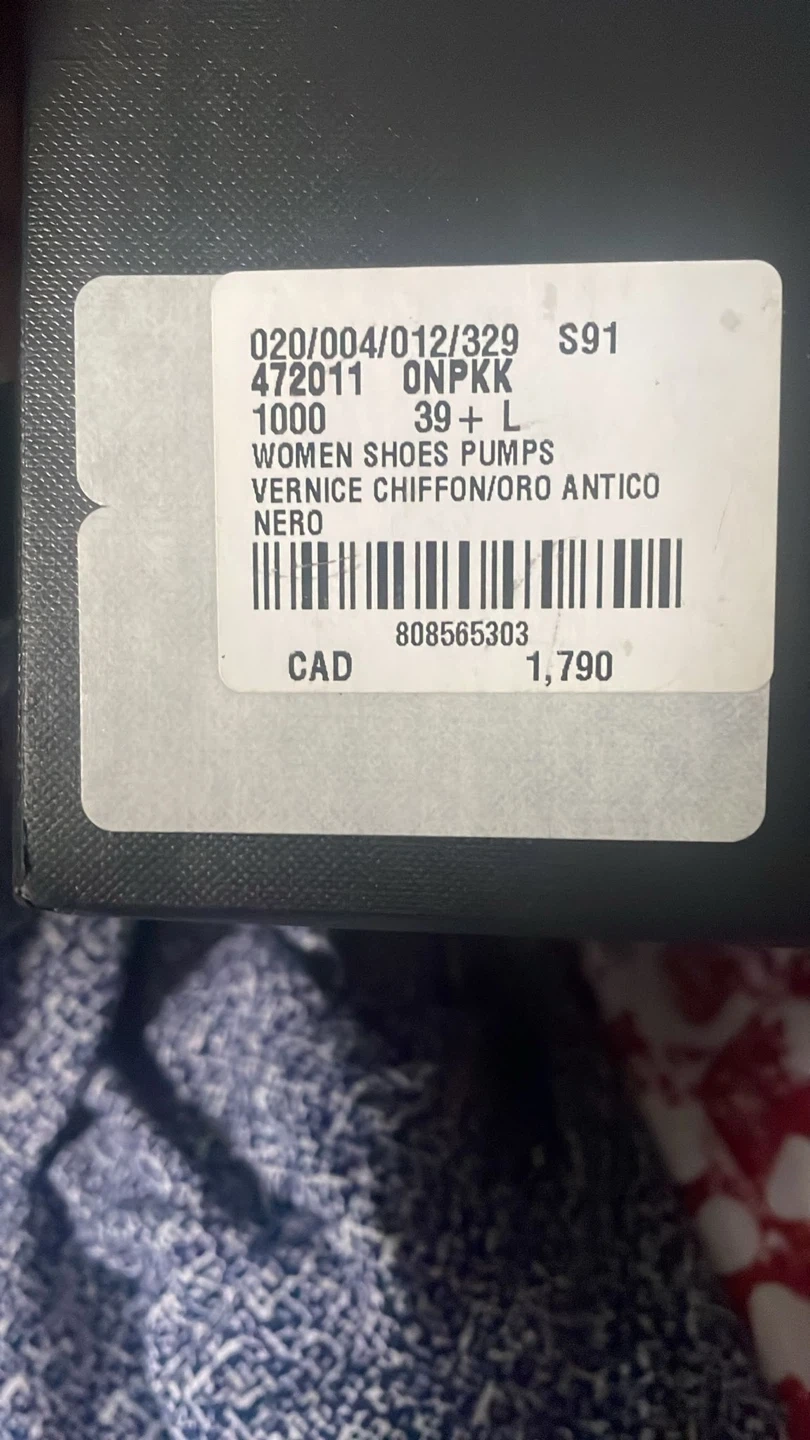 020/004/012/329 S91
472011 0NPKK
1000 39+ L
WOMEN SHOES PUMPS
VERNICE CHIFFON/ORO ANTICO
NERO
808565303
CAD 1,790